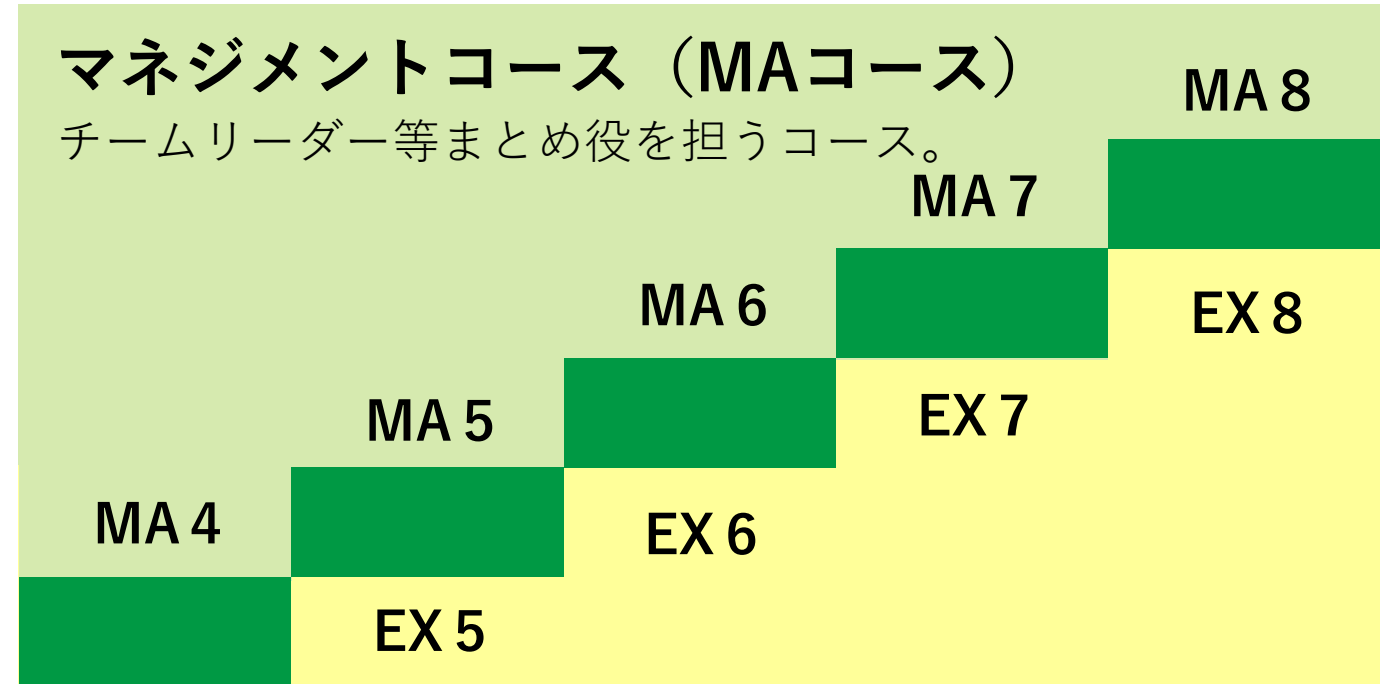 マネジメントコース（MAコース）
チームリーダー等まとめ役を担うコース。
MA 8
MA 7
MA 6
EX 8
MA 5
EX 7
MA 4
EX 6
EX 5